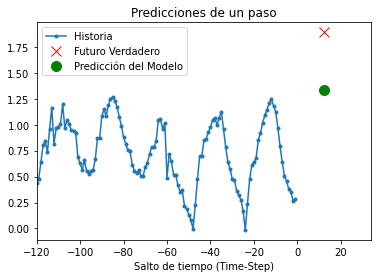 Predicciones de un paso
Historia
Futuro Verdadero
Predicción del Modelo
1.75
1.50
1.25
1.00
0.75
0.50
0.25
0.00
−120 −100 −80 −60 −40 −20 0 20
Salto de tiempo (Time-Step)